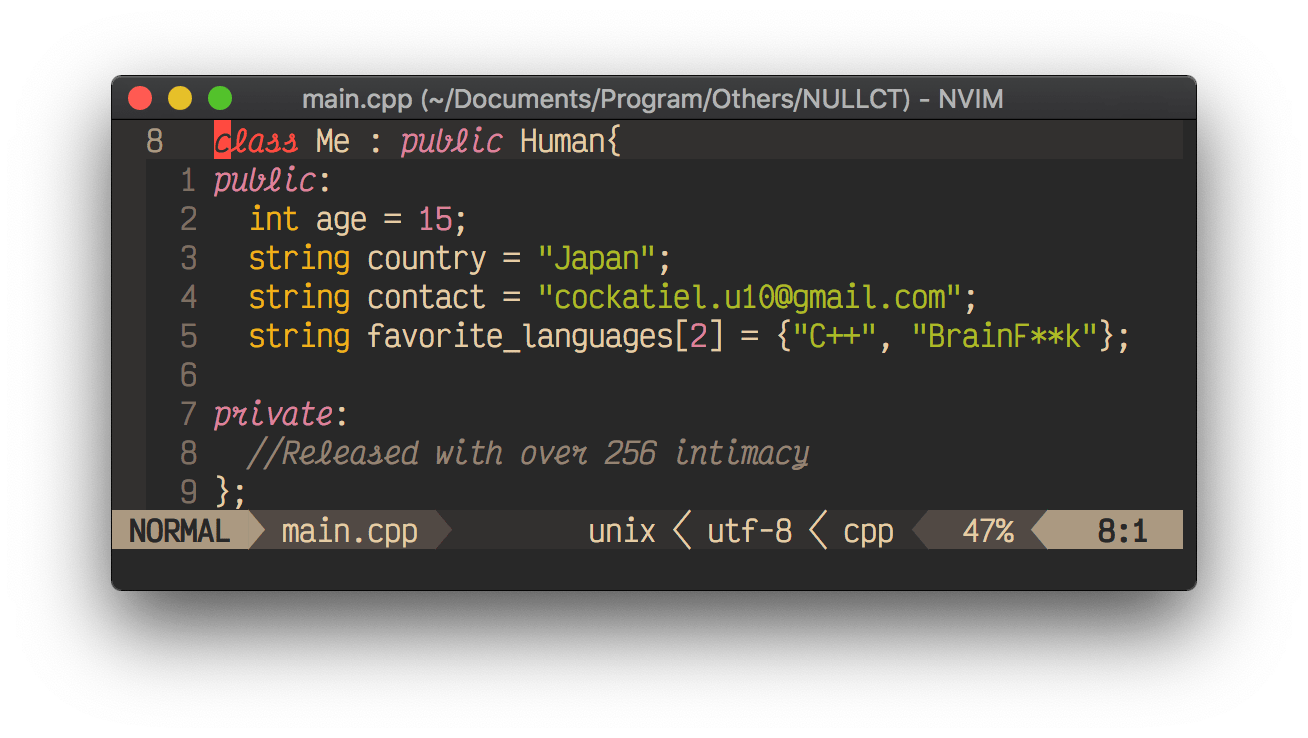 main.cpp (~/Documents/Program/Others/NULLCT) - NVIM
8 class Me : public Human{
1 public:
2 int age = 15;
3 string country = "Japan";
4 string contact = "cockatiel.u10@gmail.com";
5 string favorite_languages[2] = {"C++", "BrainF**k"};
6
7 private:
8 //Released with over 256 intimacy
9 };
NORMAL main.cpp unix utf-8 cpp 47% 8:1